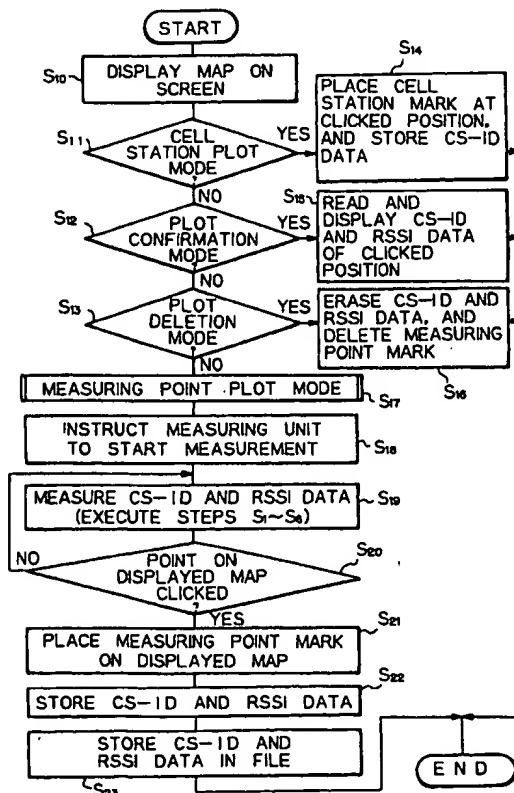 START
S10
DISPLAY MAP ON
SCREEN
S11
CELL
STATION PLOT
MODE
?
YES
NO
S14
PLACE CELL
STATION MARK AT
CLICKED POSITION,
AND STORE CS-ID
DATA
S12
PLOT
CONFIRMATION
MODE
?
YES
NO
S15
READ AND
DISPLAY CS-ID
AND RSSI DATA
OF CLICKED
POSITION
S13
PLOT
DELETION
MODE
?
YES
NO
ERASE CS-ID AND
RSSI DATA, AND
DELETE MEASURING
POINT MARK
S16
MEASURING POINT PLOT MODE
S17
INSTRUCT MEASURING UNIT
TO START MEASUREMENT
S18
MEASURE CS-ID AND RSSI DATA
(EXECUTE STEPS S1~S6)
S19
NO
POINT ON
DISPLAYED MAP
CLICKED
?
S20
YES
PLACE MEASURING POINT MARK
ON DISPLAYED MAP
S21
STORE CS-ID AND RSSI DATA
S22
STORE CS-ID AND
RSSI DATA IN FILE
S23
END